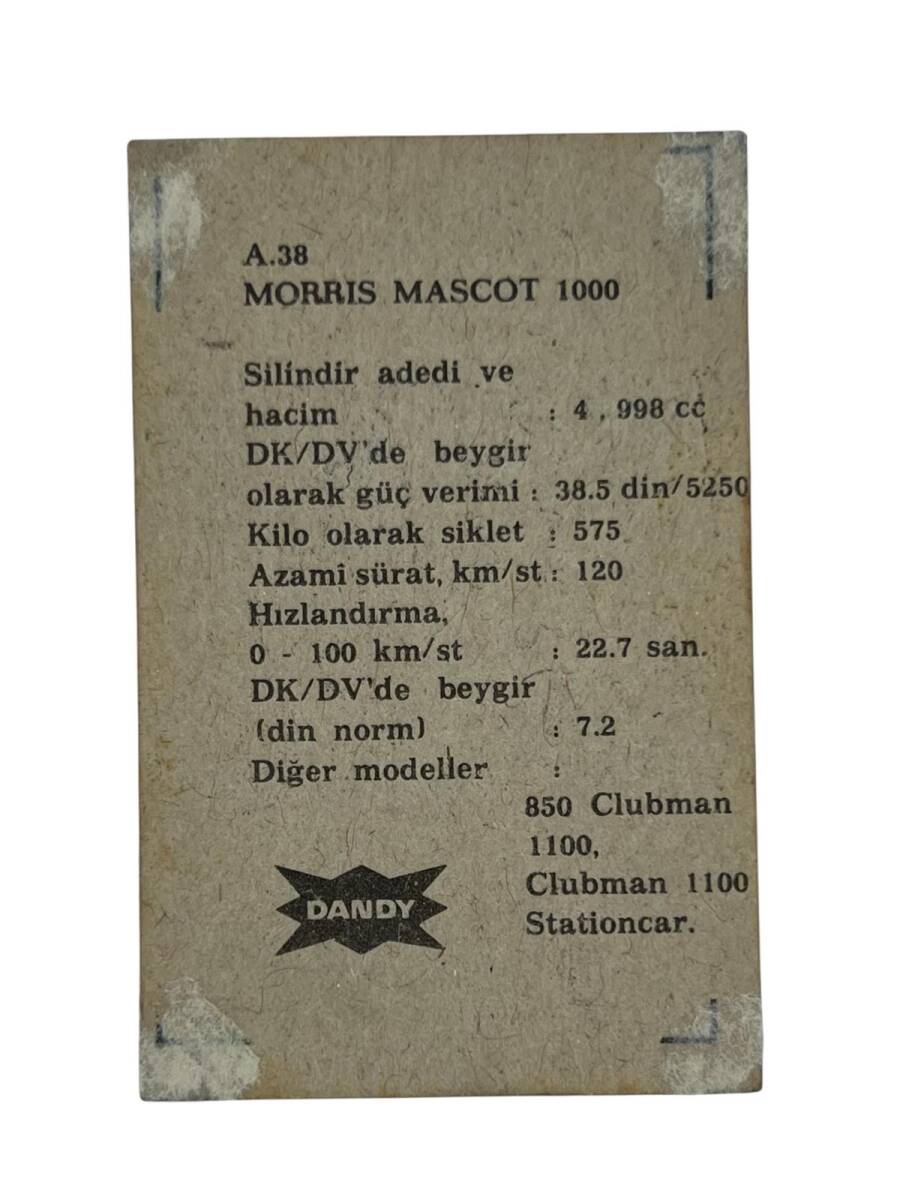 A.38
MORRIS MASCOT 1000
Silindir adedi ve
hacim : 4 , 998 cc
DK/DV'de beygir
olarak güç verimi : 38.5 din/5250
Kilo olarak siklet : 575
Azami sürat, km/st : 120
Hızlandırma,
0 - 100 km/st : 22.7 san.
DK/DV'de beygir
(din norm) : 7.2
Diğer modeller :
850 Clubman
1100,
Clubman 1100
Stationcar.
DANDY